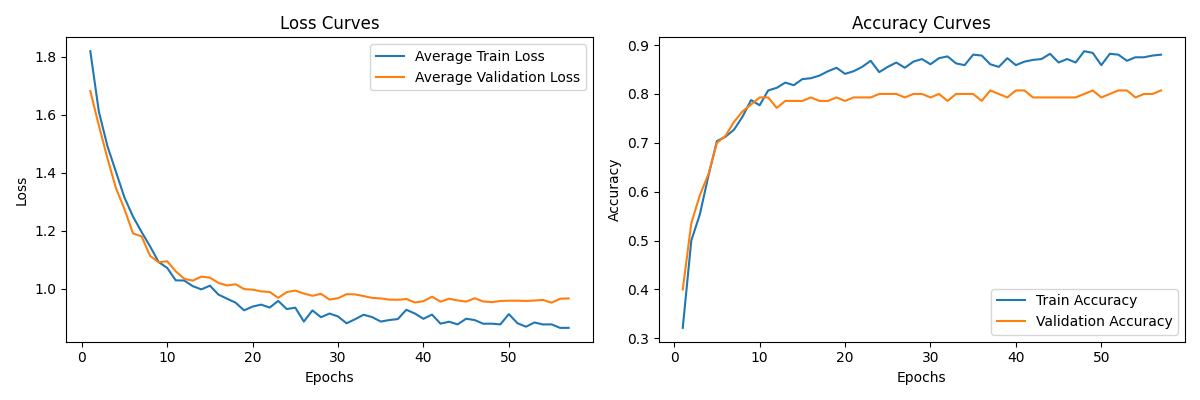 Loss Curves
Loss
1.8
1.6
1.4
1.2
1.0
Average Train Loss
Average Validation Loss
0 10 20 30 40 50
Epochs
Accuracy Curves
Accuracy
0.9
0.8
0.7
0.6
0.5
0.4
0.3
Train Accuracy
Validation Accuracy
0 10 20 30 40 50
Epochs